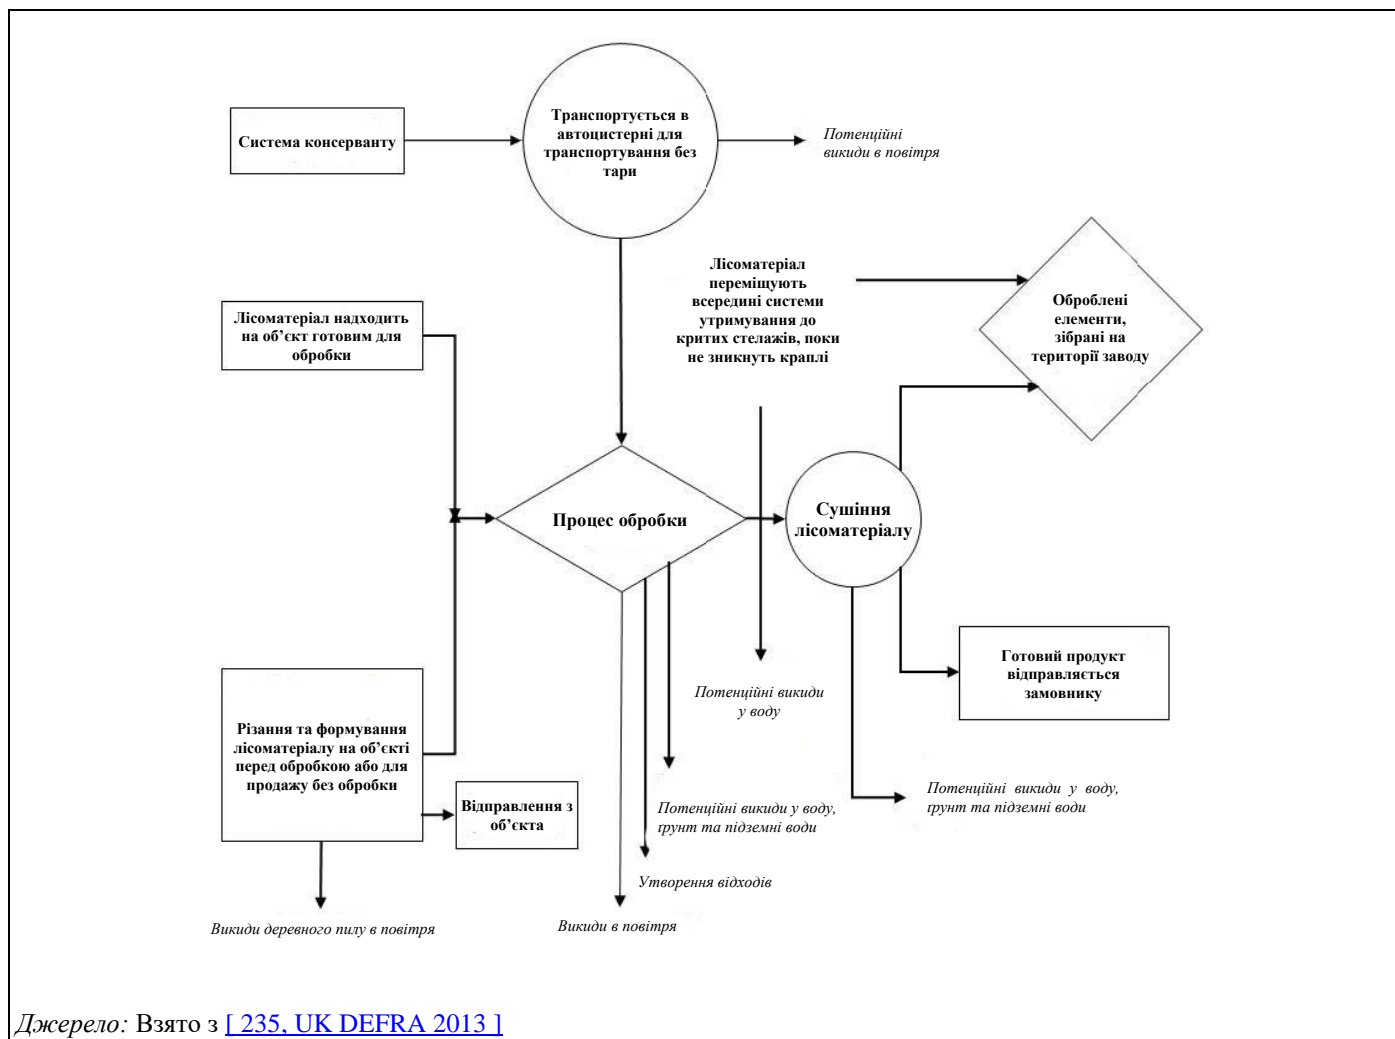 Транспортується в
автоцистерні для
транспортування без
тари
Система консерванту
Потенційні
викиди в повітря
Лісоматеріал
переміщують
всередині системи
утримування до
критих стелажів, поки
не зникнуть краплі
Оброблені
елементи,
зібрані на
території заводу
Лісоматеріал надходить
на об’єкт готовим для
обробки
Процес обробки
Сушіння
лісоматеріалу
Готовий продукт
відправляється
замовнику
Потенційні викиди
у воду
Різання та формування
лісоматеріалу на об’єкті
перед обробкою або для
продажу без обробки
Відправлення з
об’єкта
Потенційні викиди у воду,
ґрунт та підземні води
Потенційні викиди у воду,
ґрунт та підземні води
Утворення відходів
Викиди деревного пилу в повітря
Викиди в повітря
Джерело: Взято з [ 235, UK DEFRA 2013 ]